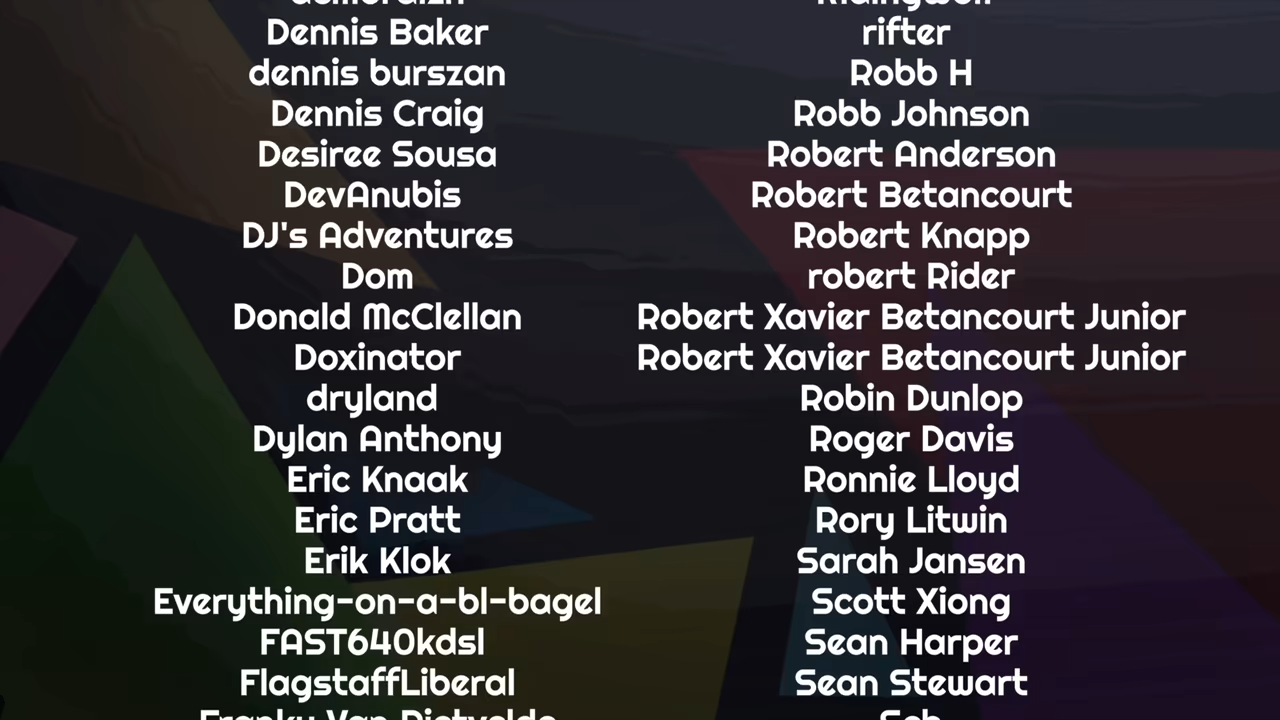 Dennis Baker
dennis burszan
Dennis Craig
Desiree Sousa
DevAnubis
DJ's Adventures
Dom
Donald McClellan
Doxinator
dryland
Dylan Anthony
Eric Knaak
Eric Pratt
Erik Klok
Everything-on-a-bl-bagel
FAST640kdsl
FlagstaffLiberal
rifter
Robb H
Robb Johnson
Robert Anderson
Robert Betancourt
Robert Knapp
robert Rider
Robert Xavier Betancourt Junior
Robert Xavier Betancourt Junior
Robin Dunlop
Roger Davis
Ronnie Lloyd
Rory Litwin
Sarah Jansen
Scott Xiong
Sean Harper
Sean Stewart